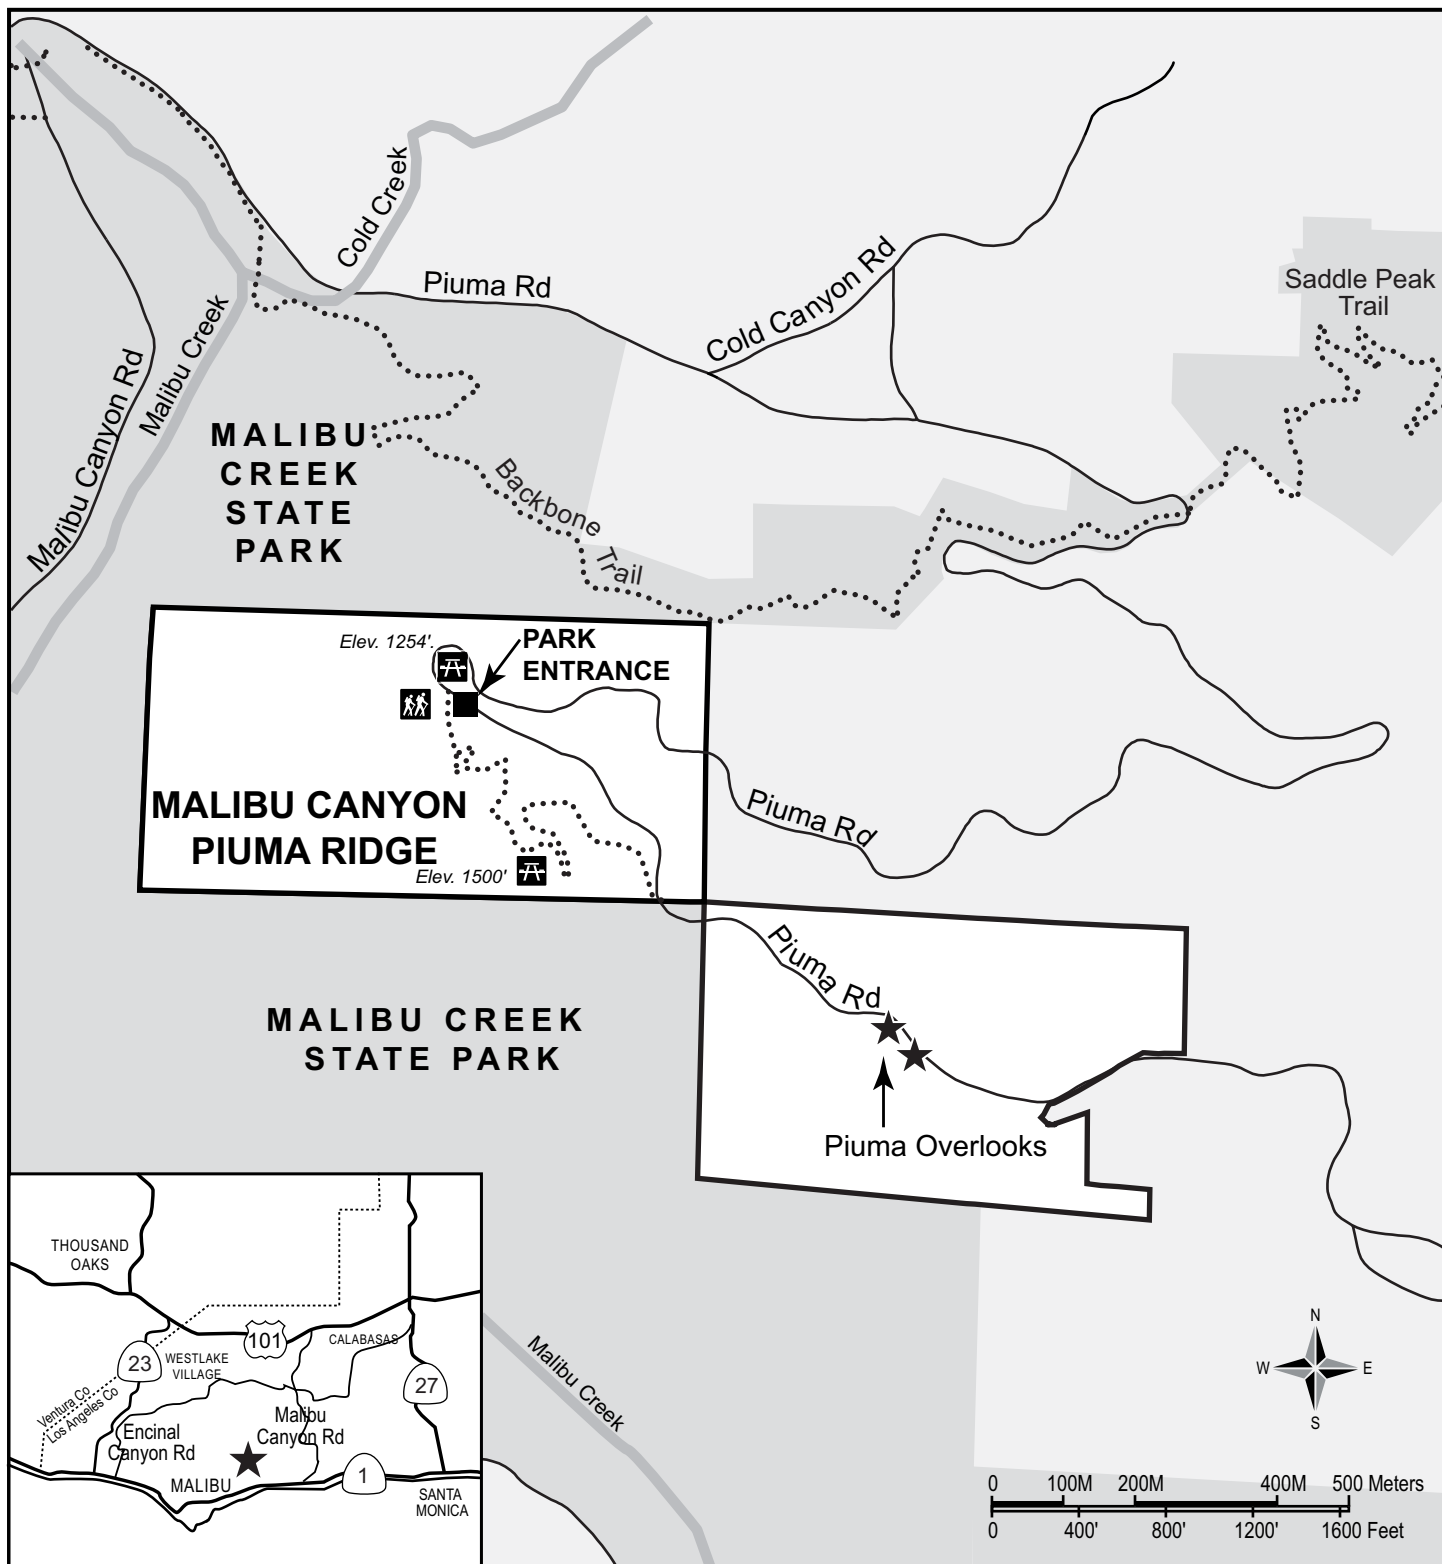 Cold Creek
Piuma Rd
Cold Canyon Rd
Saddle Peak
Trail
Malibu Canyon Rd
Malibu Creek
MALIBU
CREEK
STATE
PARK
Backbone
Trail
Elev. 1254'.
PARK
ENTRANCE
MALIBU CANYON
PIUMA RIDGE
Elev. 1500'
Piuma Rd
Piuma Rd
MALIBU CREEK
STATE PARK
Piuma Overlooks
THOUSAND
OAKS
101
CALABASAS
23
WESTLAKE
VILLAGE
27
Ventura Co
Los Angeles Co
Encinal
Canyon Rd
Malibu
Canyon Rd
MALIBU
1
SANTA
MONICA
Malibu Creek
N
W E
S
0 100M 200M 400M 500 Meters
0 400' 800' 1200' 1600 Feet